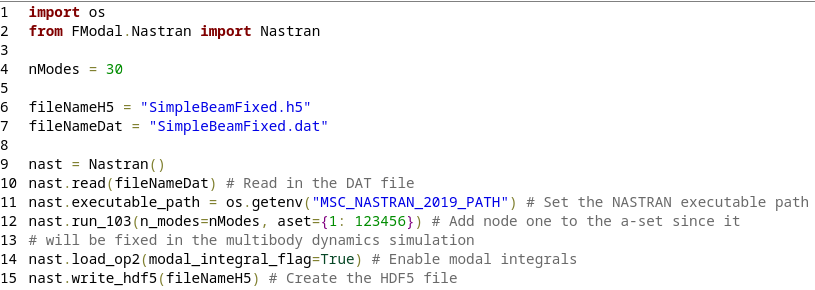 1 import os
2 from FModal.Nastran import Nastran
3
4 nModes = 30
5
6 fileNameH5 = "SimpleBeamFixed.h5"
7 fileNameDat = "SimpleBeamFixed.dat"
8
9 nast = Nastran()
10 nast.read(fileNameDat) # Read in the DAT file
11 nast.executable_path = os.getenv("MSC_NASTRAN_2019_PATH") # Set the NASTRAN executable path
12 nast.run_103(n_modes=nModes, aset={1: 123456}) # Add node one to the a-set since it
13 # will be fixed in the multibody dynamics simulation
14 nast.load_op2(modal_integral_flag=True) # Enable modal integrals
15 nast.write_hdf5(fileNameH5) # Create the HDF5 file